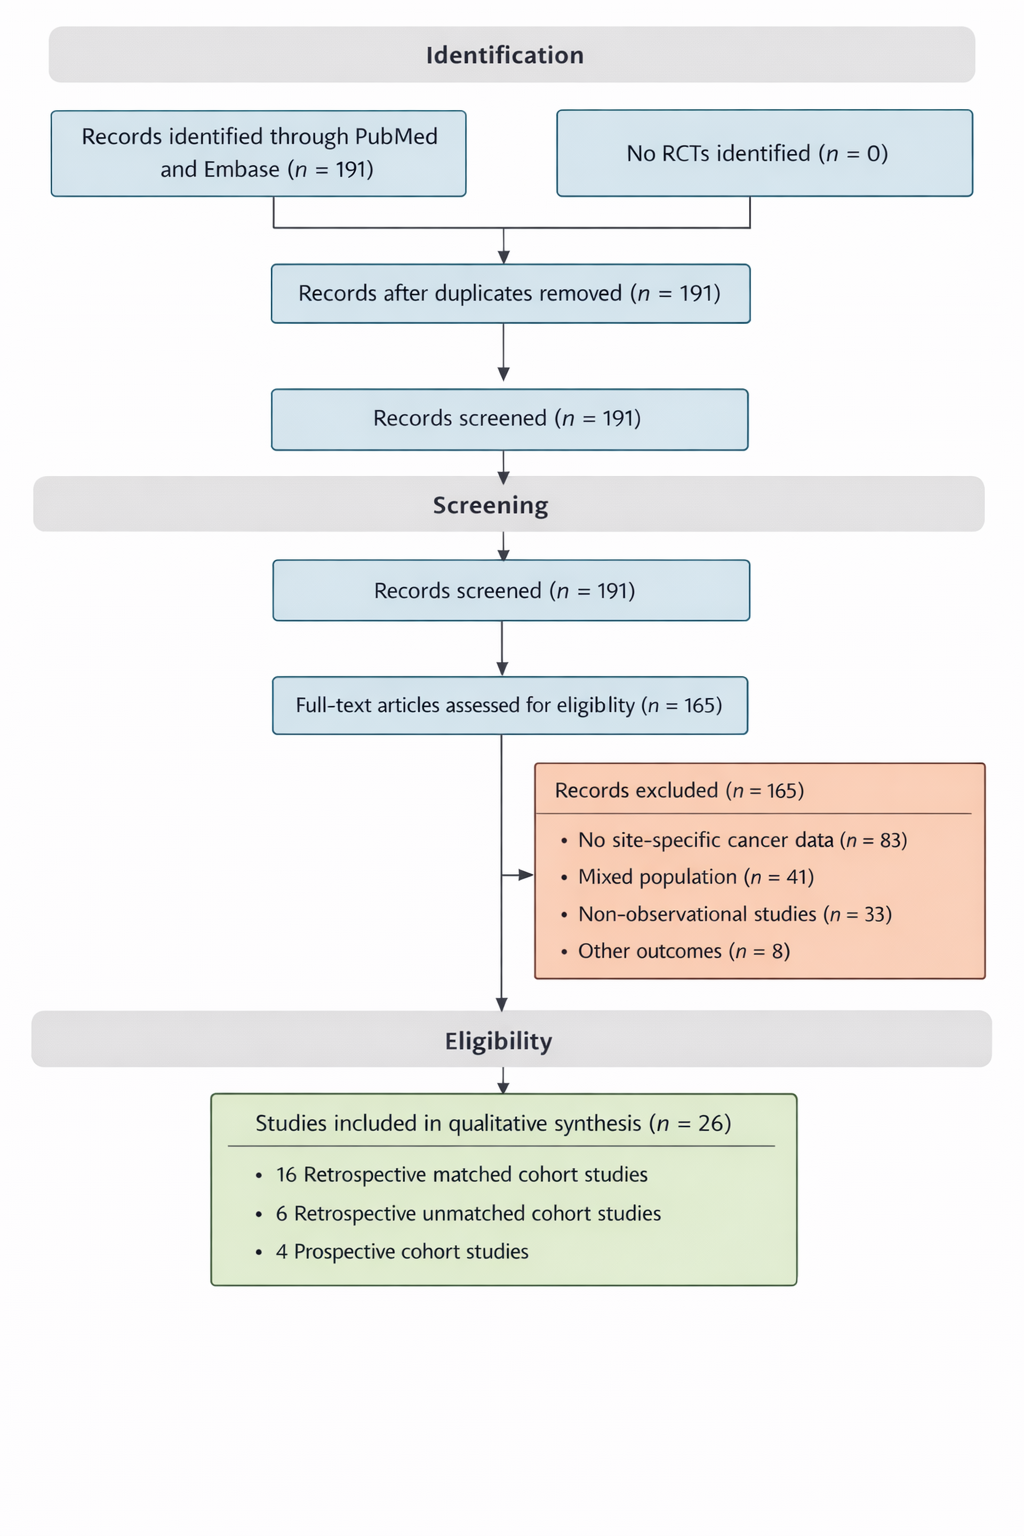 Identification
Records identified through PubMed
and Embase (n = 191)
No RCTs identified (n = 0)
Records after duplicates removed (n = 191)
Records screened (n = 191)
Screening
Records screened (n = 191)
Full-text articles assessed for eligiblity (n = 165)
Records excluded (n = 165)
• No site-specific cancer data (n = 83)
• Mixed population (n = 41)
• Non-observational studies (n = 33)
• Other outcomes (n = 8)
Eligibility
Studies included in qualitative synthesis (n = 26)
• 16 Retrospective matched cohort studies
• 6 Retrospective unmatched cohort studies
• 4 Prospective cohort studies